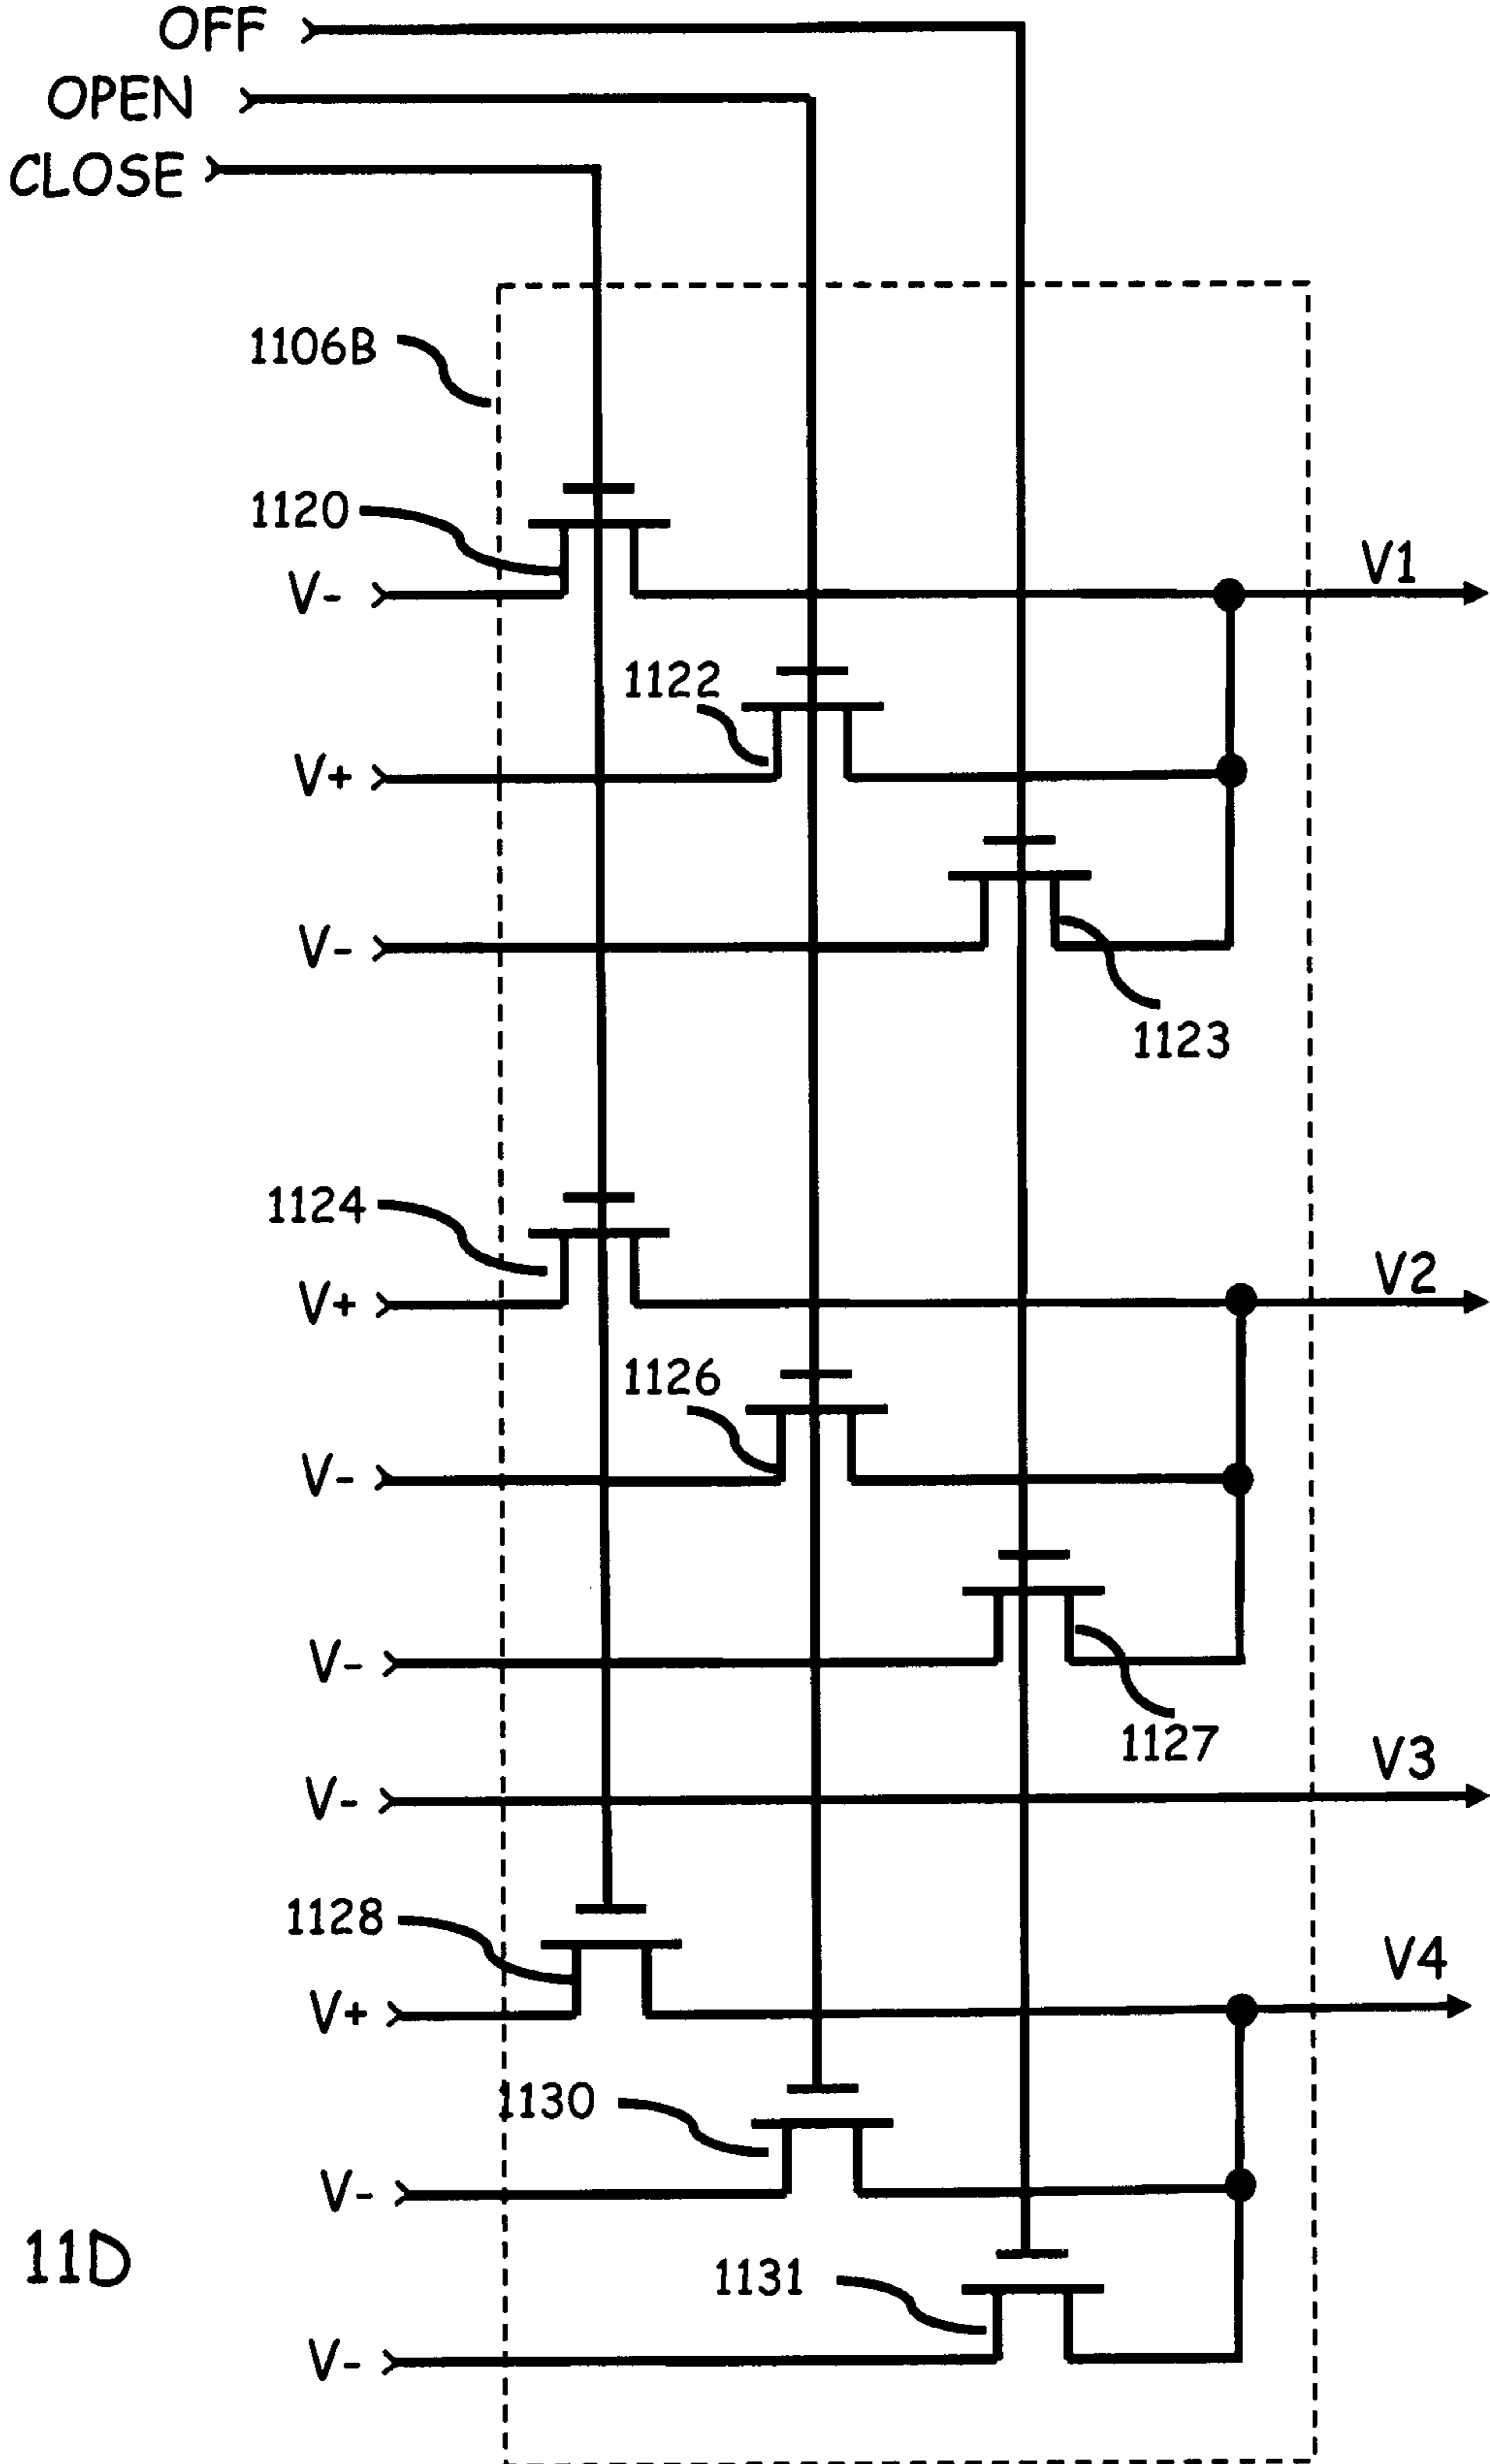 OFF
OPEN
CLOSE
1106B
1120
V-
V1
1122
V+
V-
1123
1124
V+
V2
1126
V-
V-
1127
V-
V3
1128
V+
V4
1130
V-
11D
1131
V-